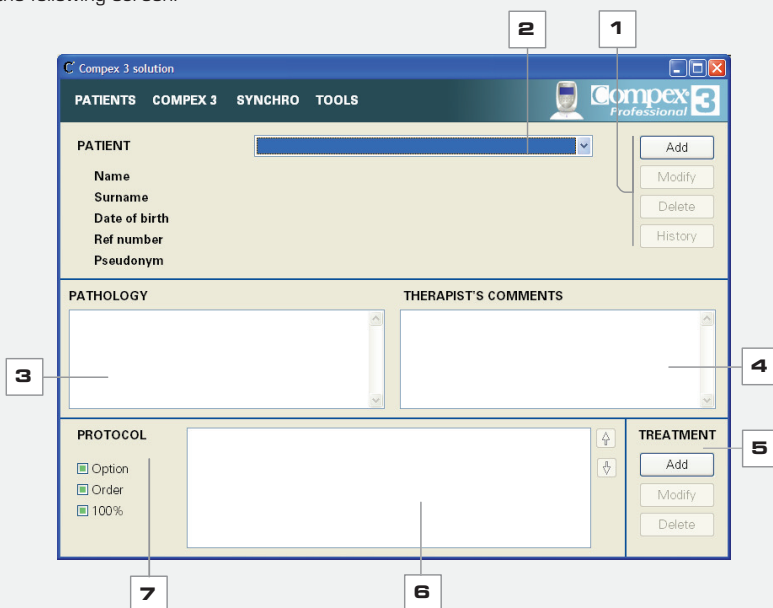 the following screen:
2 1
Compex 3 solution
PATIENTS COMPEX 3 SYNCHRO TOOLS
Compex 3
Professional
PATIENT
Add
Name
Modify
Surname
Delete
Date of birth
Ref number
History
Pseudonym
PATHOLOGY
THERAPIST'S COMMENTS
3
4
PROTOCOL
TREATMENT
5
Option
Add
Order
Modify
100%
Delete
7 6